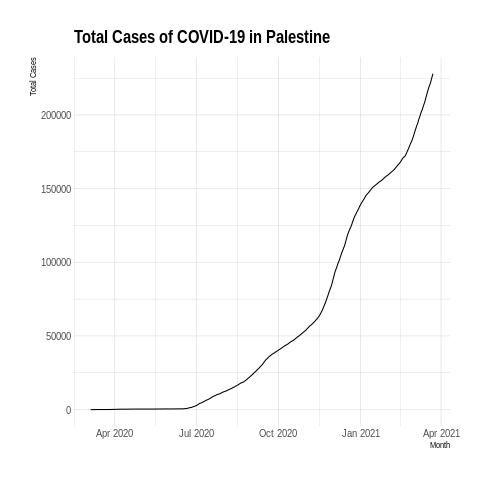 Total Cases of COVID-19 in Palestine
Total Cases
200000
150000
100000
50000
0
Apr 2020 Jul 2020 Oct 2020 Jan 2021 Apr 2021
Month